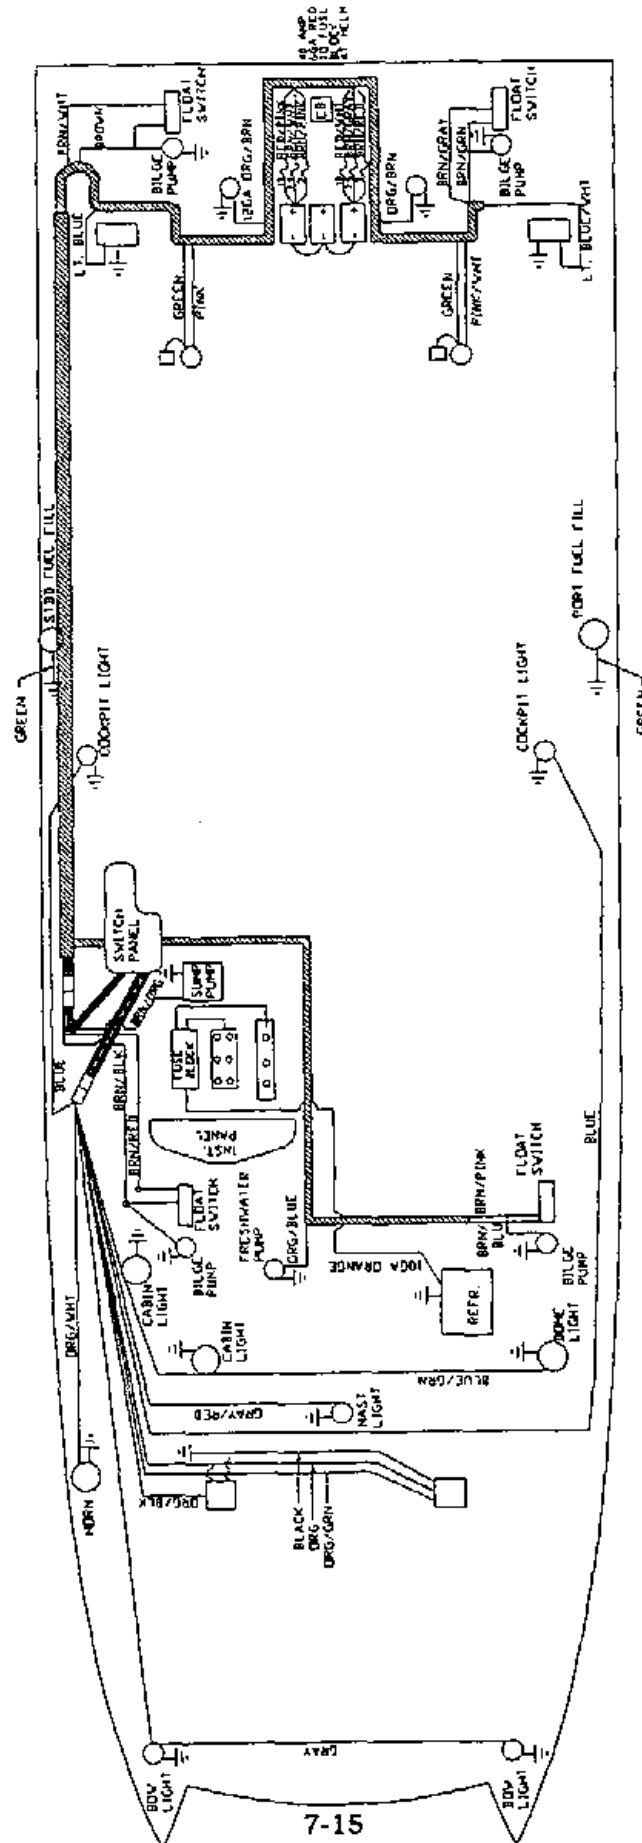 BRN/WHT
BROWN
FLOAT
SWITCH
BILGE
PUMP
LT. BLUE
12GA ORG/BRN
ORG/BRN
BRN/GRAY
BRN/GRN
FLOAT
SWITCH
BILGE
PUMP
LT. BLUE/WHT
GREEN
PINK
GREEN
PINK/WHT
CB
STBD FUEL FILL
GREEN
PORT FUEL FILL
GREEN
COCKPIT LIGHT
COCKPIT LIGHT
SWITCH
PANEL
SUMP
PUMP
BRN/ORG
FUSE
BLOCK
INST.
PANEL
BLUE
BRN/BLK
BRN/RED
FLOAT
SWITCH
BILGE
PUMP
FRESHWATER
PUMP
ORG/BLUE
10GA ORANGE
REFR.
BRN/PINK
BRN/
BLUE
FLOAT
SWITCH
BILGE
PUMP
BLUE
ORG/WHT
CABIN
LIGHT
CABIN
LIGHT
DOME
LIGHT
BLUE/GRN
GRAY/RED
MAST
LIGHT
HORN
ORG/BLK
BLACK
ORG
ORG/GRN
GRAY
BOW
LIGHT
BOW
LIGHT
7-15